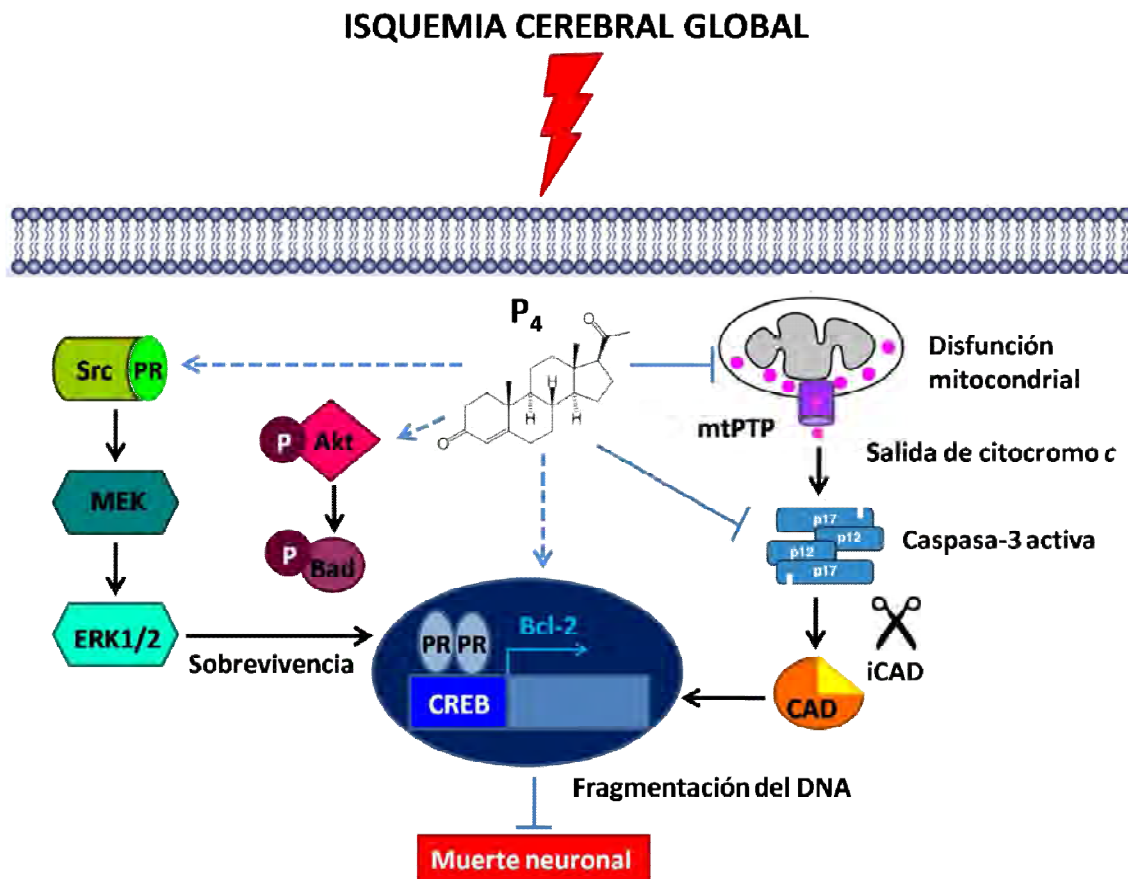 ISQUEMIA CEREBRAL GLOBAL
P4
O
H
H
H
O
Src
PR
Disfunción
mitocondrial
mtPTP
P
Akt
Salida de citocromo c
MEK
p17
p12
p12
p17
Caspasa-3 activa
P
Bad
ERK1/2
Sobrevivencia
PR
PR
Bcl-2
CREB
iCAD
CAD
Fragmentación del DNA
Muerte neuronal